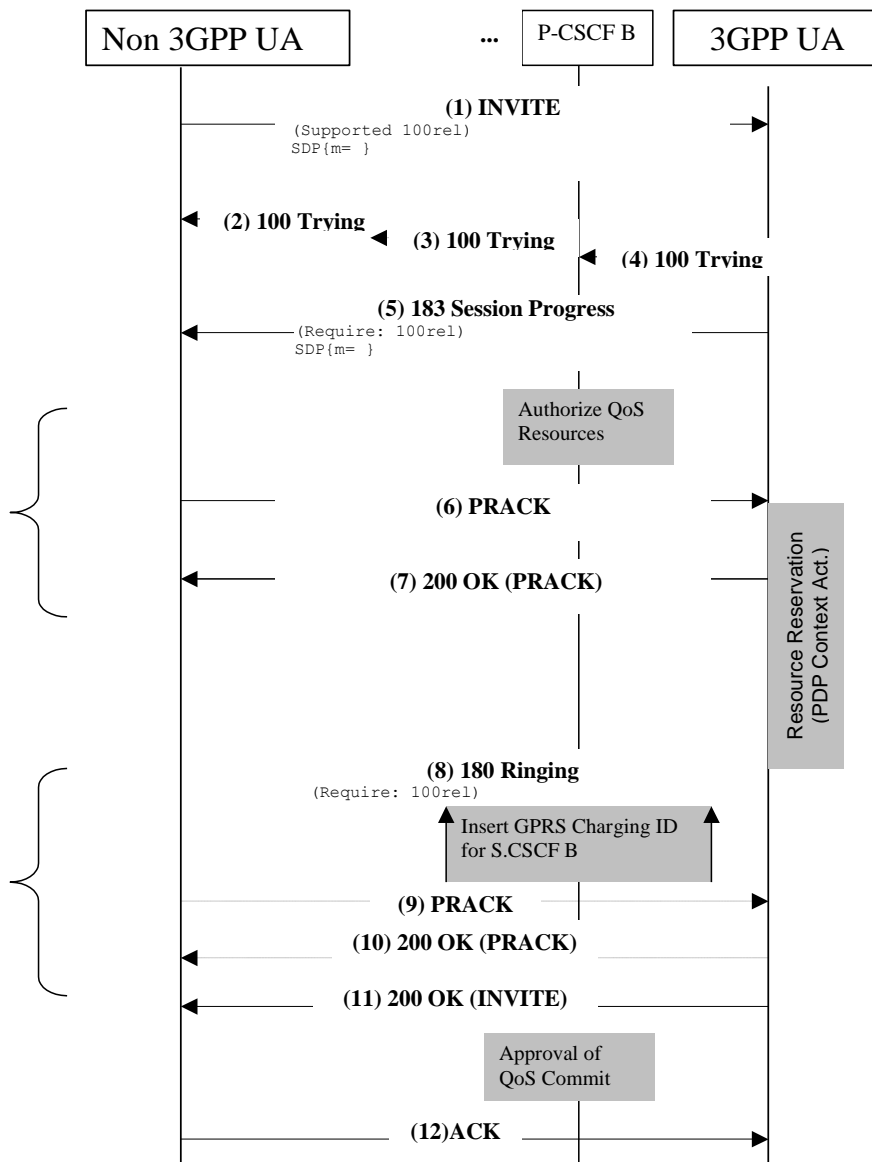 Non 3GPP UA
...
P-CSCF B
3GPP UA
(1) INVITE
(Supported 100rel)
SDP{m= }
(2) 100 Trying
(3) 100 Trying
(4) 100 Trying
(5) 183 Session Progress
(Require: 100rel)
SDP{m= }
Authorize QoS
Resources
(6) PRACK
(7) 200 OK (PRACK)
Resource Reservation
(PDP Context Act.)
(8) 180 Ringing
(Require: 100rel)
Insert GPRS Charging ID
for S.CSCF B
(9) PRACK
(10) 200 OK (PRACK)
(11) 200 OK (INVITE)
Approval of
QoS Commit
(12)ACK